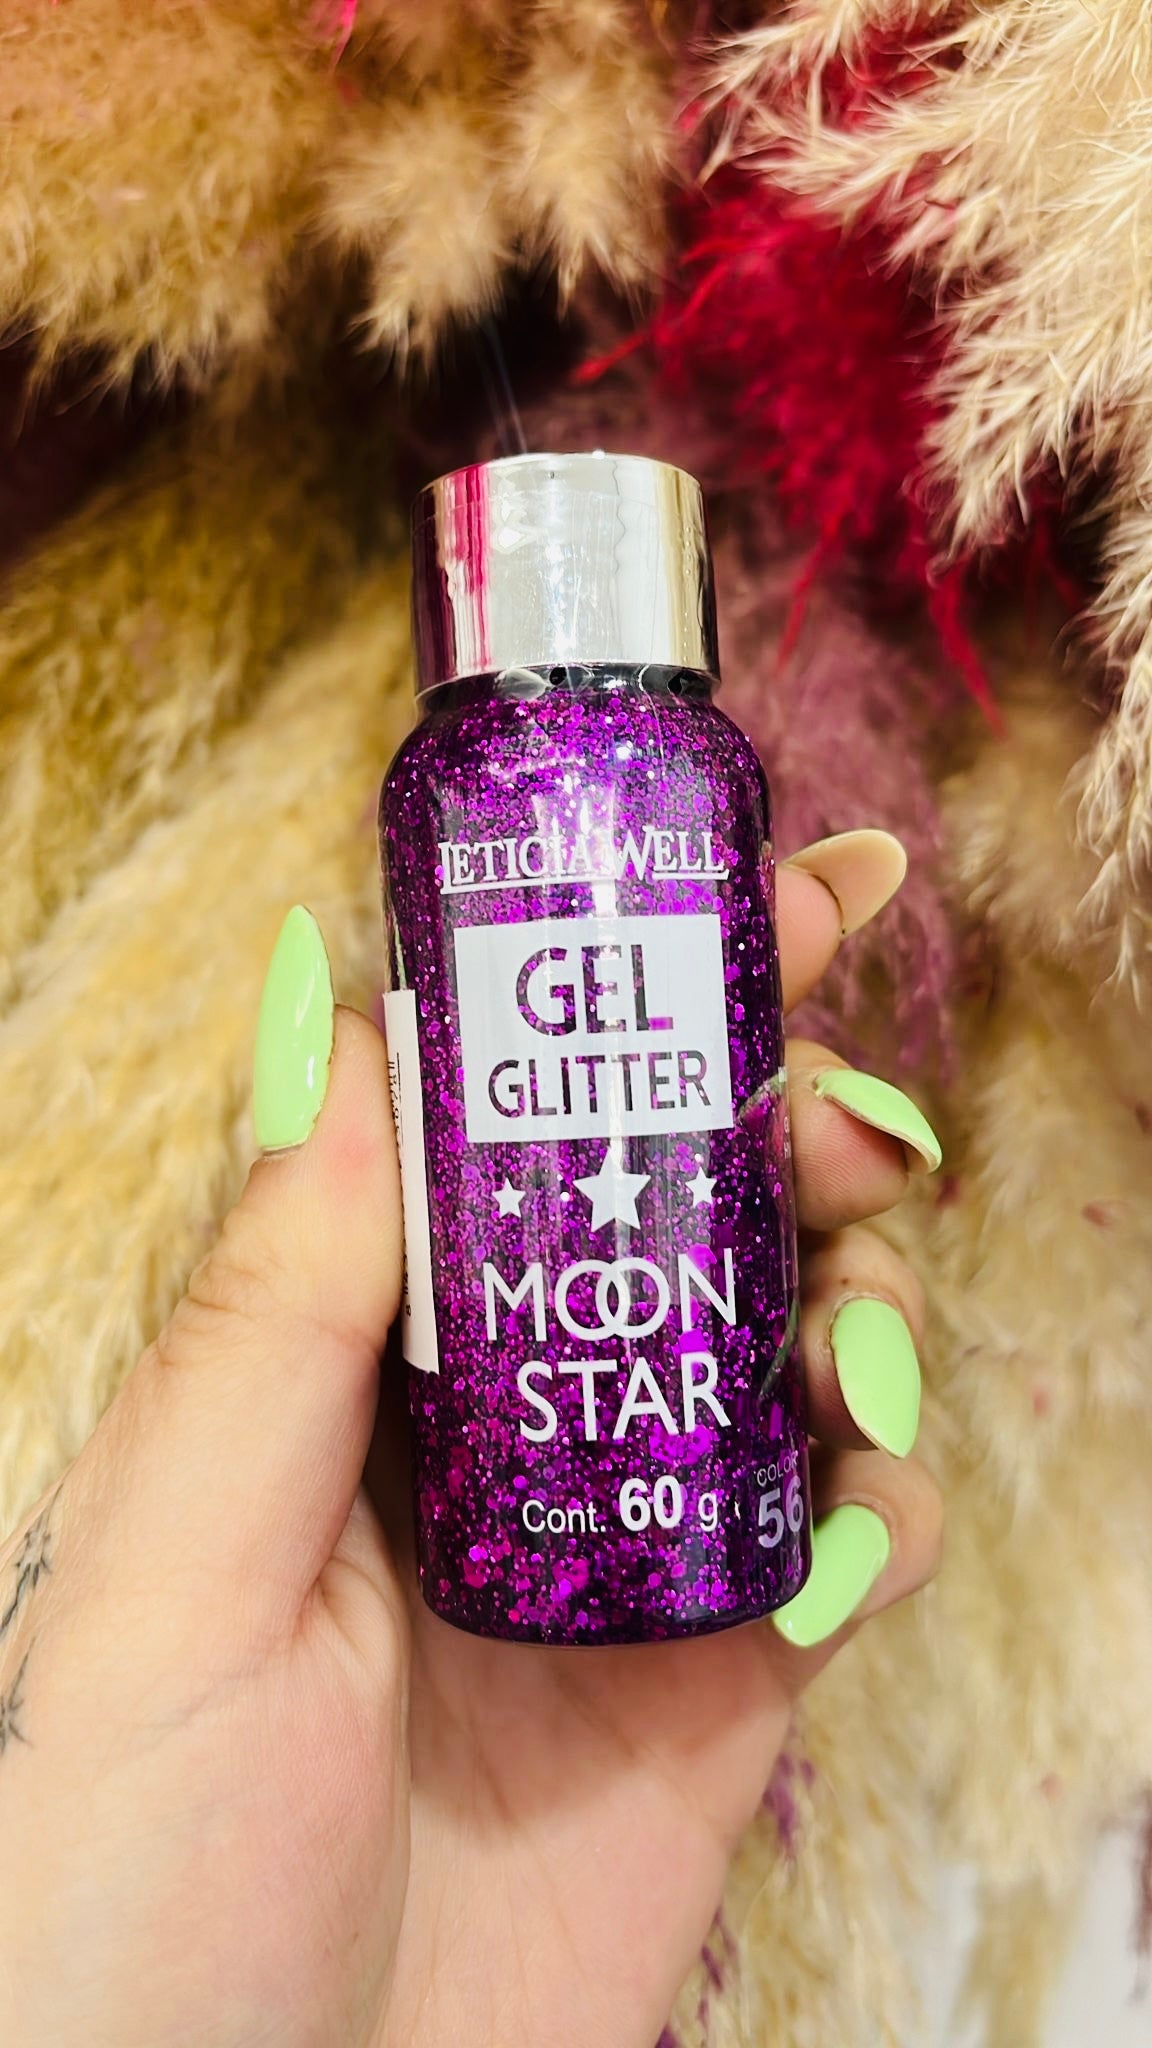 LETICIA WELL
GEL
GLITTER
MOON
STAR
Cont. 60 g
COLOR
56